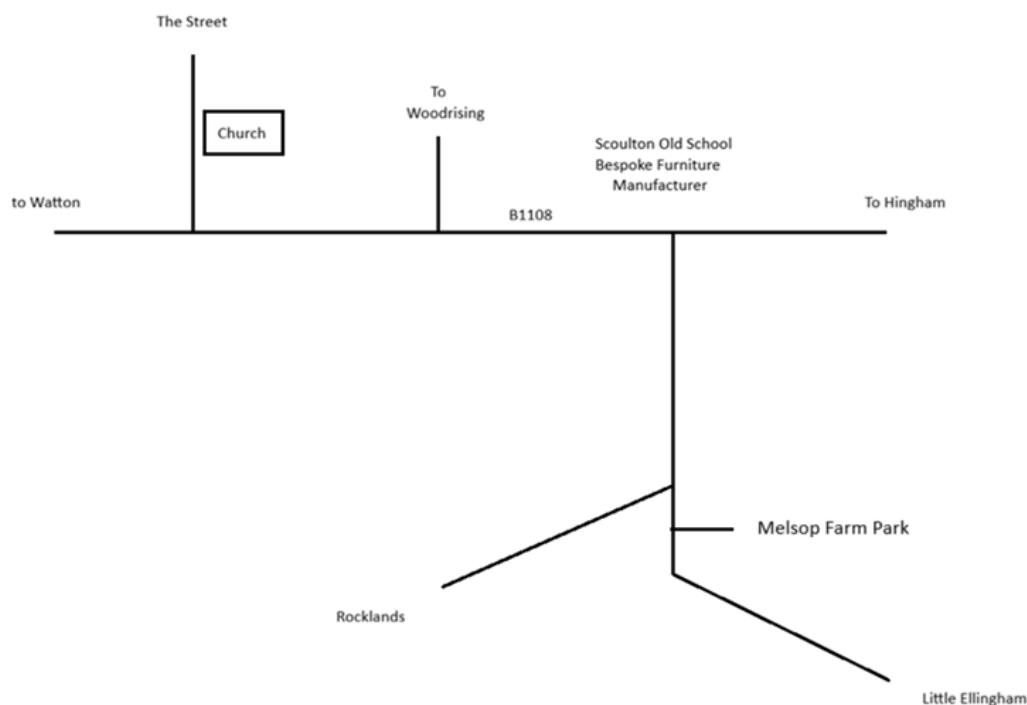 The Street
To
Woodrising
Church
Scoulton Old School
Bespoke Furniture
Manufacturer
to Watton
B1108
To Hingham
Melsop Farm Park
Rocklands
Little Ellingham